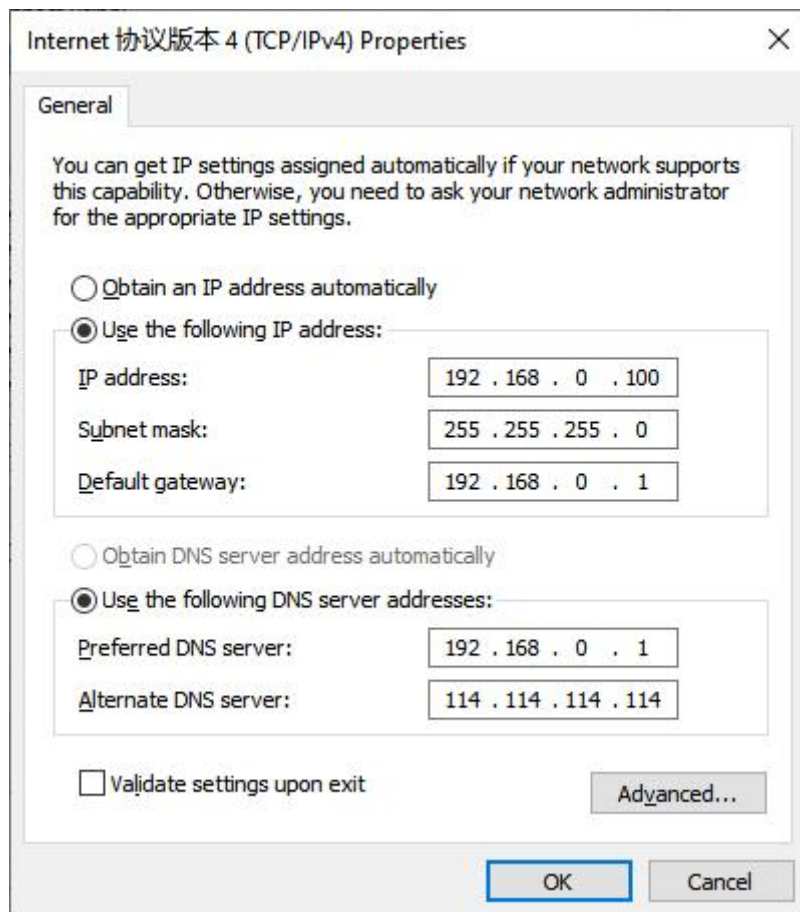 Internet 协议版本 4 (TCP/IPv4) Properties
General
You can get IP settings assigned automatically if your network supports
this capability. Otherwise, you need to ask your network administrator
for the appropriate IP settings.
Obtain an IP address automatically
Use the following IP address:
IP address: 192 . 168 . 0 . 100
Subnet mask: 255 . 255 . 255 . 0
Default gateway: 192 . 168 . 0 . 1
Obtain DNS server address automatically
Use the following DNS server addresses:
Preferred DNS server: 192 . 168 . 0 . 1
Alternate DNS server: 114 . 114 . 114 . 114
Validate settings upon exit
Advanced...
OK Cancel